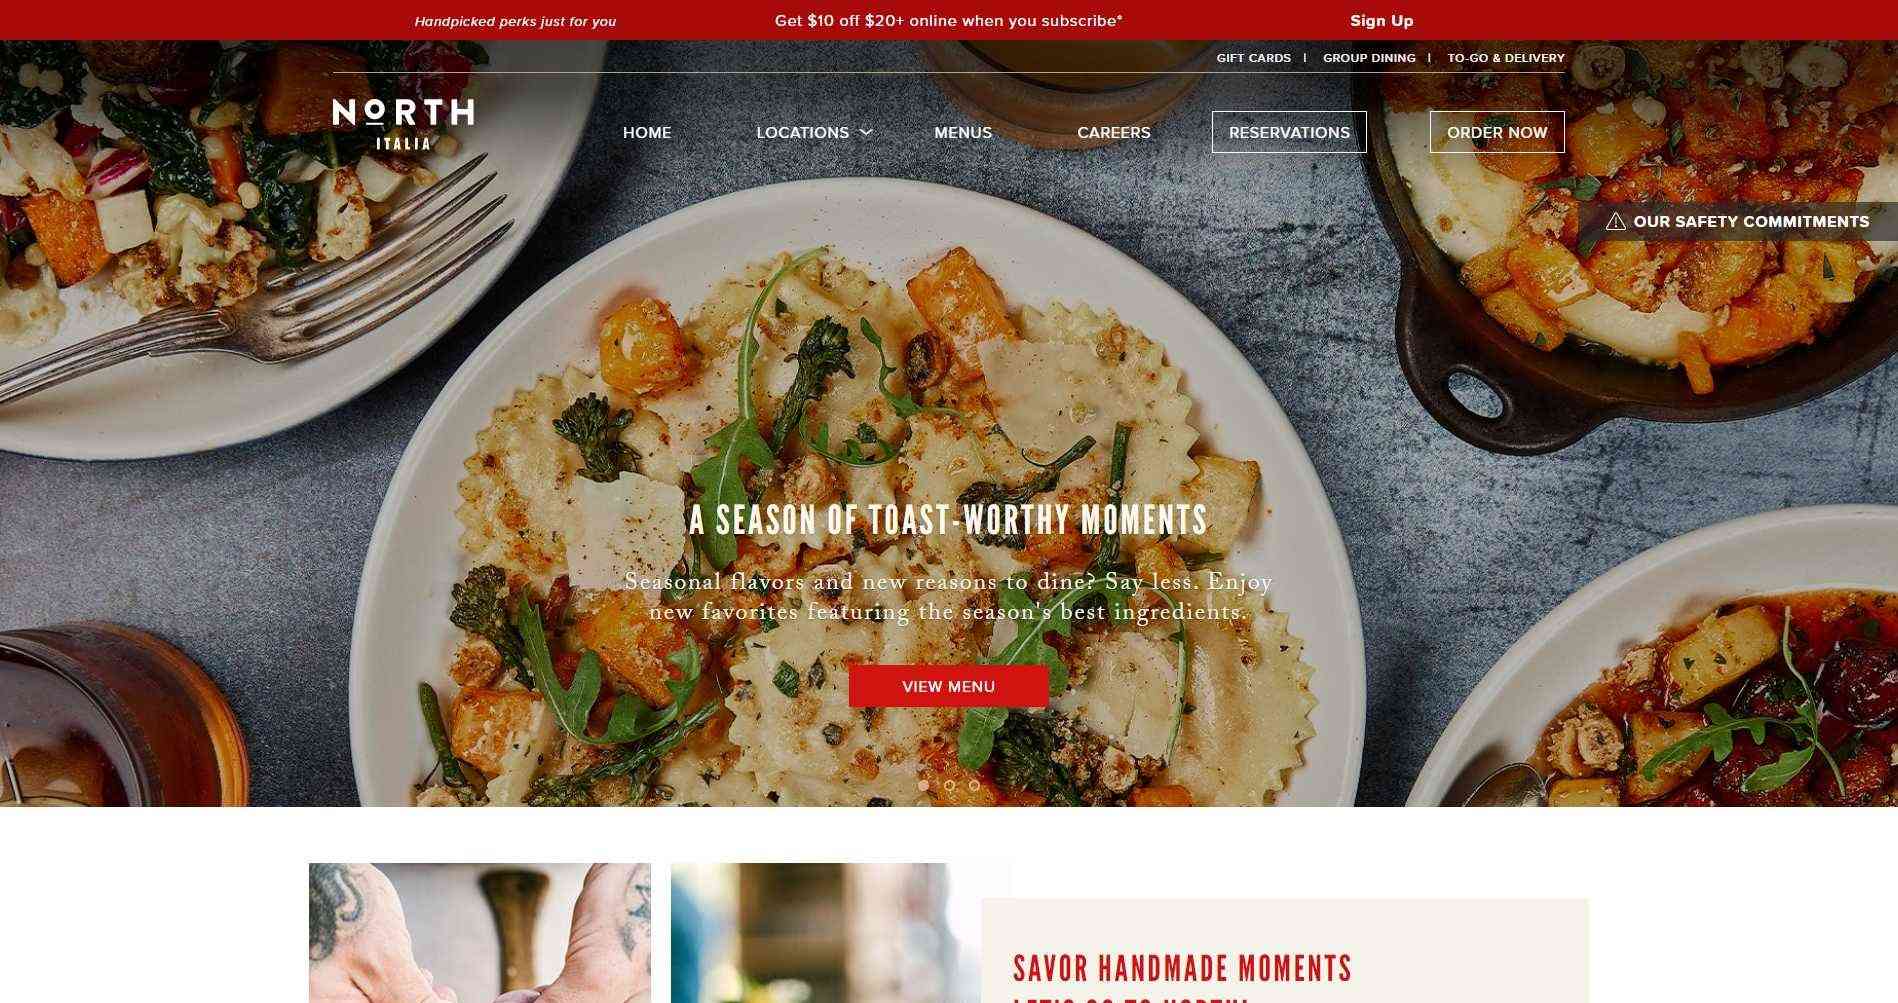 Handpicked perks just for you
Get $10 off $20+ online when you subscribe*
Sign Up
GIFT CARDS | GROUP DINING | TO-GO & DELIVERY
NORTH
ITALIA
HOME
LOCATIONS
MENUS
CAREERS
RESERVATIONS
ORDER NOW
OUR SAFETY COMMITMENTS
A SEASON OF TOAST-WORTHY MOMENTS
Seasonal flavors and new reasons to dine? Say less. Enjoy
new favorites featuring the season's best ingredients.
VIEW MENU
SAVOR HANDMADE MOMENTS